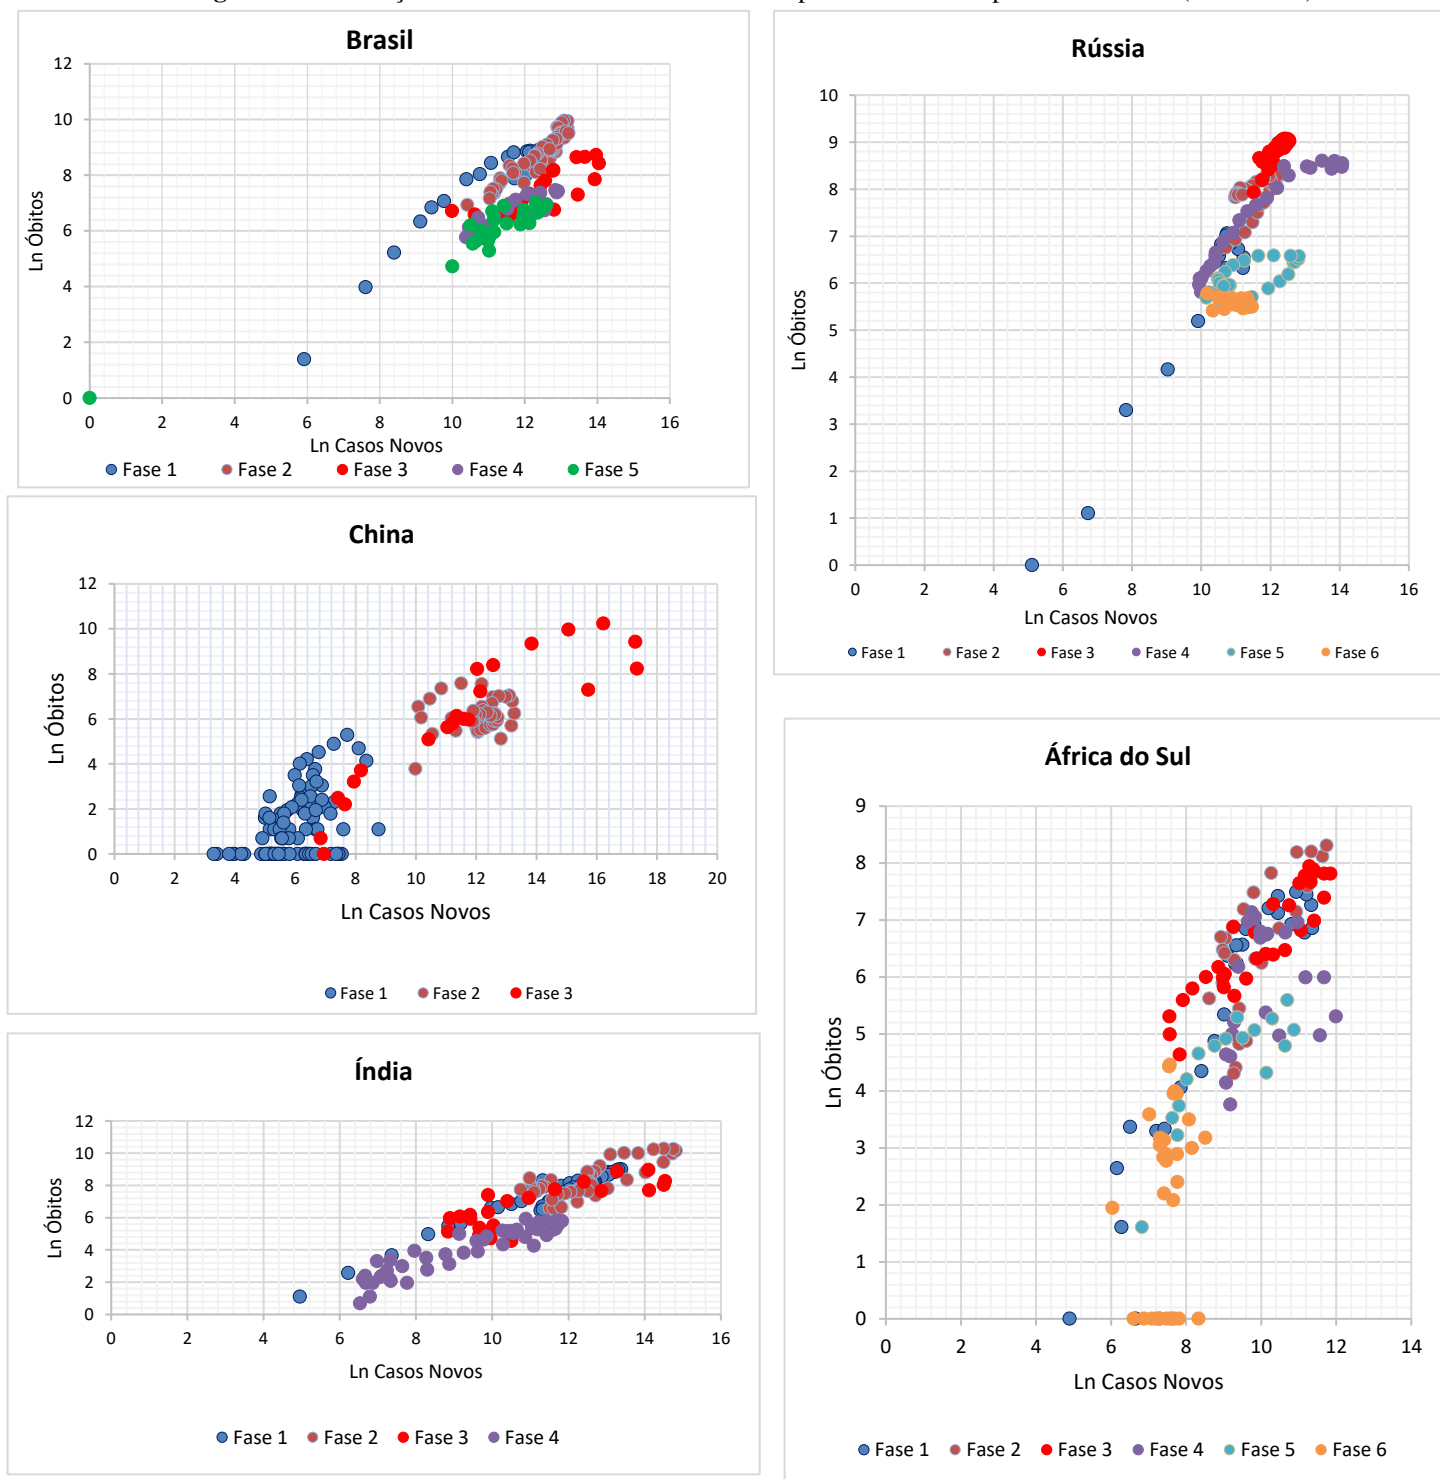 Brasil
12
10
8
6
4
2
0
Ln Óbitos
0 2 4 6 8 10 12 14 16
Ln Casos Novos
Fase 1 Fase 2 Fase 3 Fase 4 Fase 5
Rússia
10
9
8
7
6
5
4
3
2
1
0
Ln Óbitos
0 2 4 6 8 10 12 14 16
Ln Casos Novos
Fase 1 Fase 2 Fase 3 Fase 4 Fase 5 Fase 6
China
12
10
8
6
4
2
0
Ln Óbitos
0 2 4 6 8 10 12 14 16 18 20
Ln Casos Novos
Fase 1 Fase 2 Fase 3
África do Sul
9
8
7
6
5
4
3
2
1
0
Ln Óbitos
0 2 4 6 8 10 12 14
Ln Casos Novos
Fase 1 Fase 2 Fase 3 Fase 4 Fase 5 Fase 6
Índia
12
10
8
6
4
2
0
Ln Óbitos
0 2 4 6 8 10 12 14 16
Ln Casos Novos
Fase 1 Fase 2 Fase 3 Fase 4